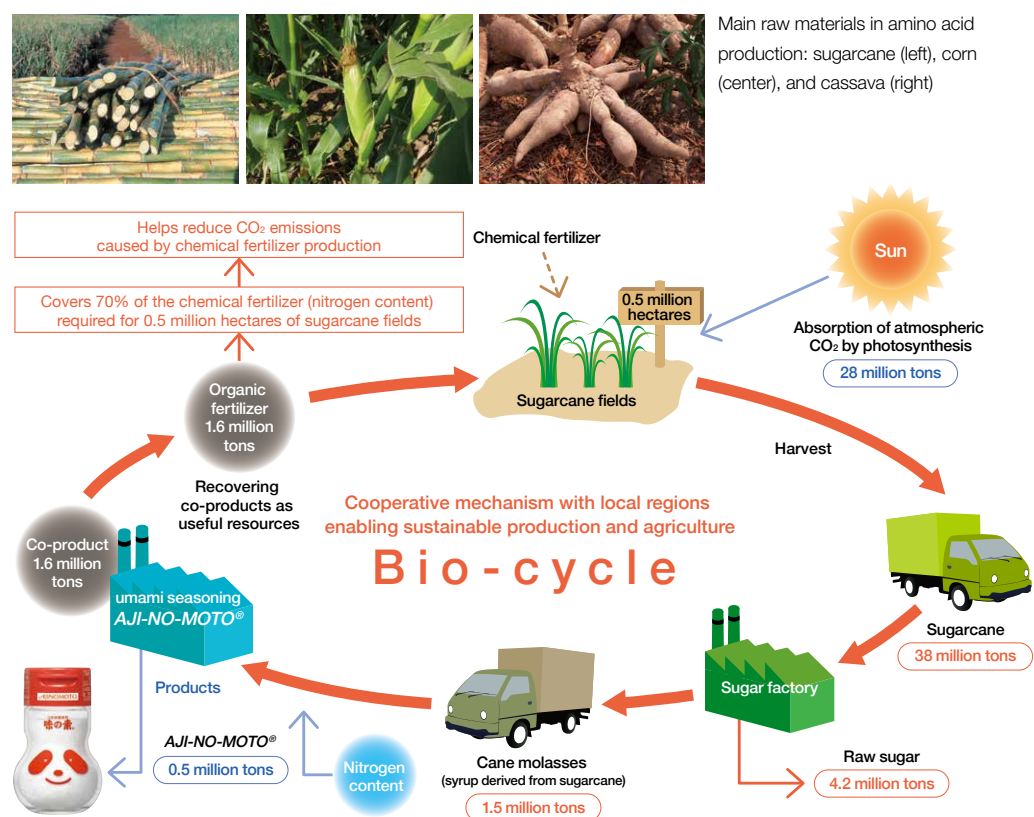 Main raw materials in amino acid
production: sugarcane (left), corn
(center), and cassava (right)
Helps reduce CO₂ emissions
caused by chemical fertilizer production
Covers 70% of the chemical fertilizer (nitrogen content)
required for 0.5 million hectares of sugarcane fields
Chemical fertilizer
0.5 million
hectares
Sugarcane fields
Sun
Absorption of atmospheric
CO₂ by photosynthesis
28 million tons
Organic
fertilizer
1.6 million
tons
Recovering
co-products as
useful resources
Harvest
Cooperative mechanism with local regions
enabling sustainable production and agriculture
Bio-cycle
Co-product
1.6 million
tons
umami seasoning
AJI-NO-MOTO®
Sugarcane
38 million tons
Sugar factory
Raw sugar
4.2 million tons
Cane molasses
(syrup derived from sugarcane)
1.5 million tons
Nitrogen
content
Products
AJI-NO-MOTO®
0.5 million tons
AJINOMOTO
味の素